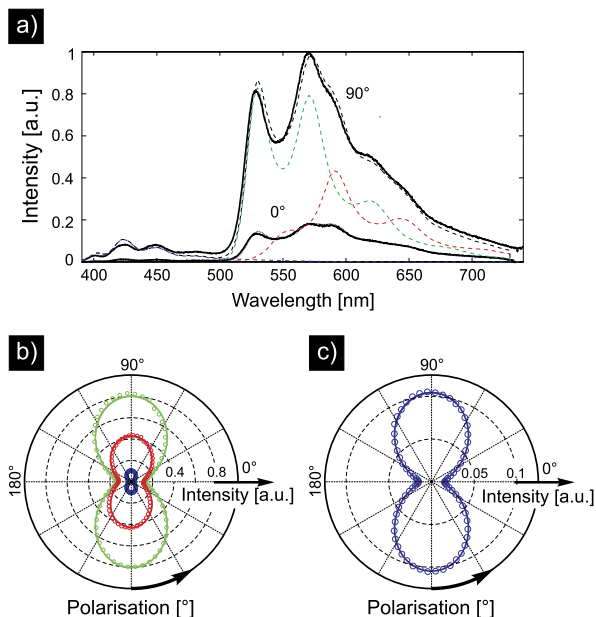 a)
Intensity [a.u.]
1
0.8
0.6
0.4
0.2
0
90°
0°
400 450 500 550 600 650 700
Wavelength [nm]
b)
90°
180°
0.4 0.8 0°
Intensity [a.u.]
Polarisation [°]
c)
90°
180°
0.05 0.1 0°
Intensity [a.u.]
Polarisation [°]